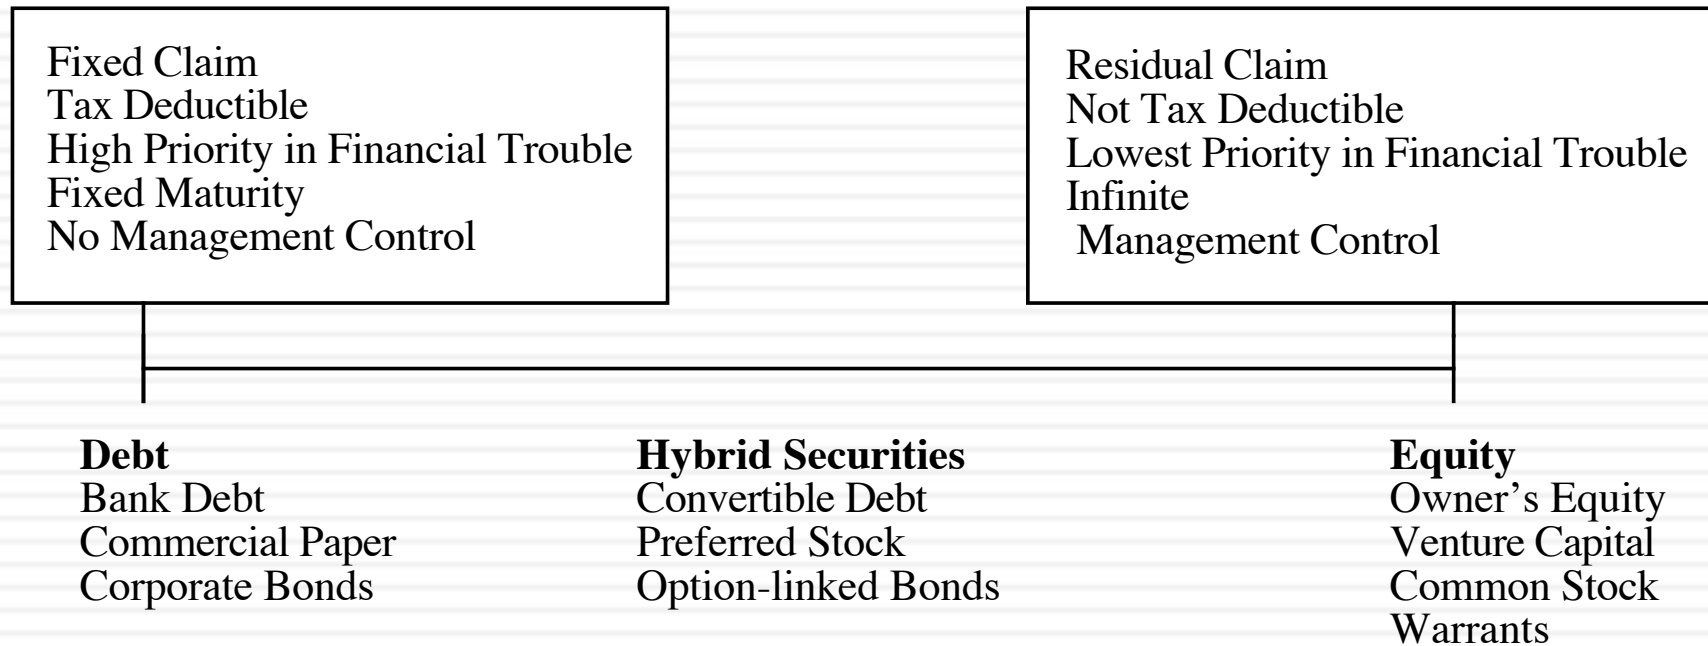 Fixed Claim
Tax Deductible
High Priority in Financial Trouble
Fixed Maturity
No Management Control
Residual Claim
Not Tax Deductible
Lowest Priority in Financial Trouble
Infinite
Management Control
Debt
Bank Debt
Commercial Paper
Corporate Bonds
Hybrid Securities
Convertible Debt
Preferred Stock
Option-linked Bonds
Equity
Owner’s Equity
Venture Capital
Common Stock
Warrants